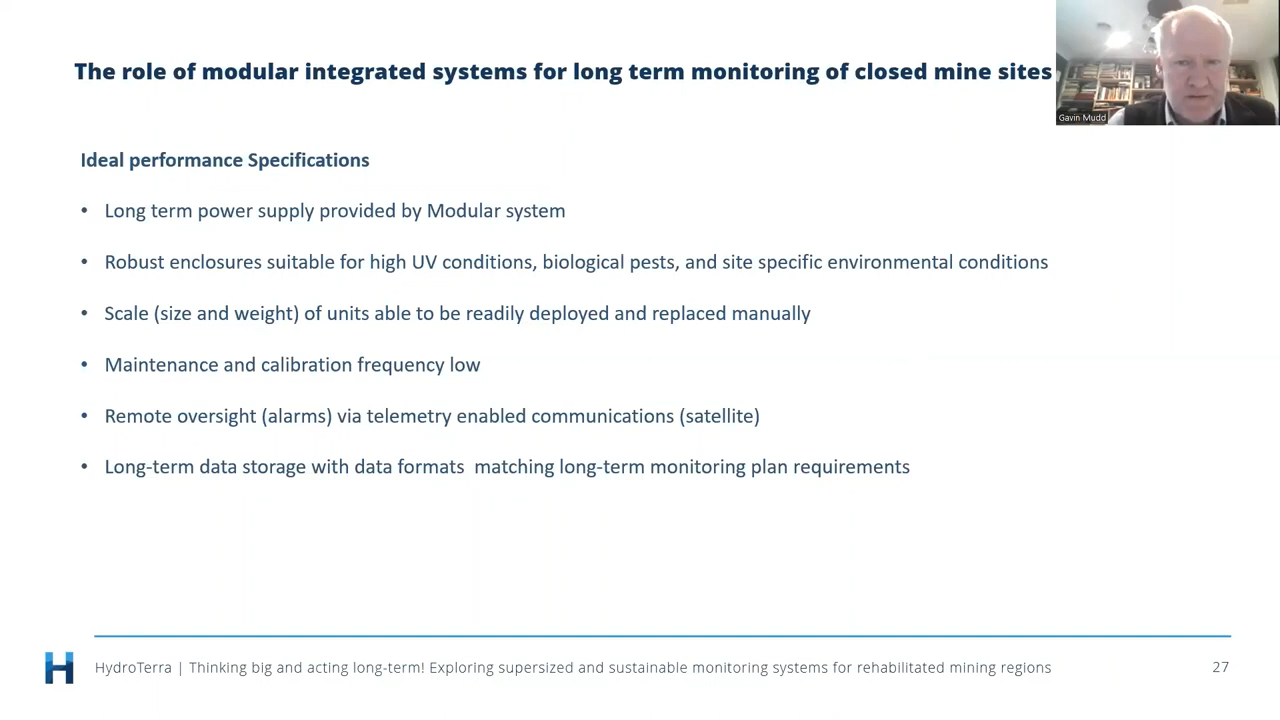 The role of modular integrated systems for long term monitoring of closed mine sites
Gavin Mudd
Ideal performance Specifications
• Long term power supply provided by Modular system
• Robust enclosures suitable for high UV conditions, biological pests, and site specific environmental conditions
• Scale (size and weight) of units able to be readily deployed and replaced manually
• Maintenance and calibration frequency low
• Remote oversight (alarms) via telemetry enabled communications (satellite)
• Long-term data storage with data formats  matching long-term monitoring plan requirements
HydroTerra | Thinking big and acting long-term! Exploring supersized and sustainable monitoring systems for rehabilitated mining regions
27